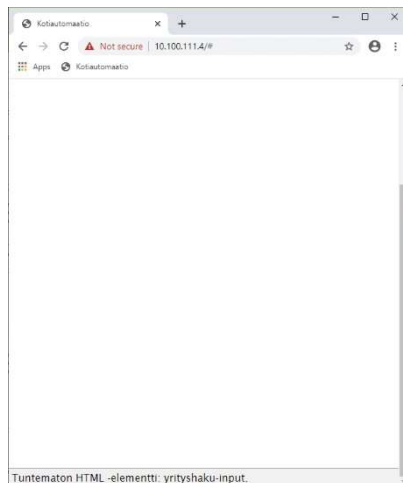 Kotiautomaatio
Not secure 10.100.111.4/#
Apps Kotiautomaatio
Tuntematon HTML -elementti: yrityshaku-input.